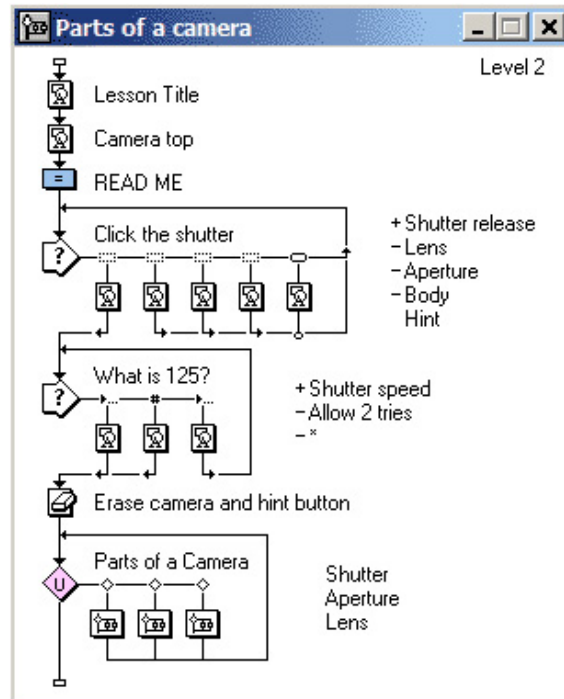 Parts of a camera
Level 2
Lesson Title
Camera top
= READ ME
Click the shutter
?
+ Shutter release
- Lens
- Aperture
- Body
Hint
What is 125?
? ... # ...
+ Shutter speed
- Allow 2 tries
- *
Erase camera and hint button
Parts of a Camera
U
Shutter
Aperture
Lens